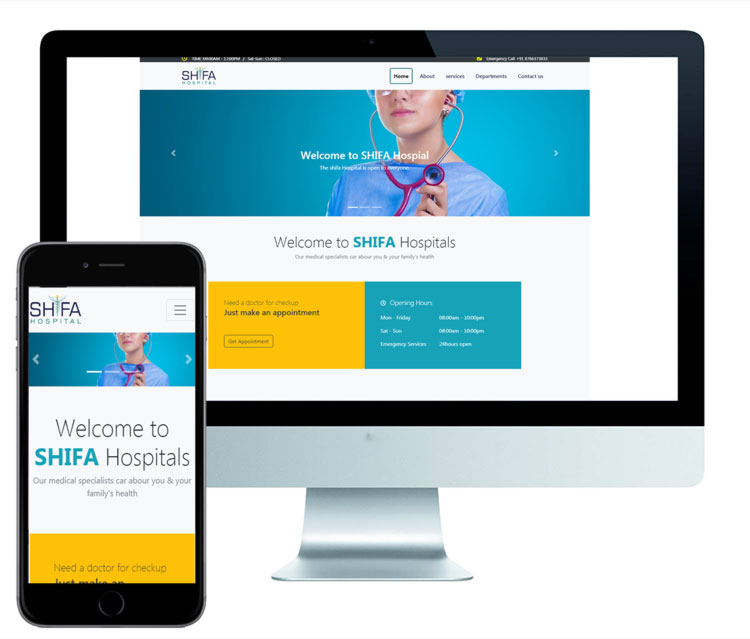 Time: 09:00AM - 17:00PM / Sat-Sun : CLOSED
Emergency Call +91 8766373833
SHIFA
HOSPITAL
Home About services Departments Contact us
Welcome to SHIFA Hospial
The shifa Hospital is open to everyone
Welcome to SHIFA Hospitals
Our medical specialists car abour you & your family's health
Need a doctor for checkup
Just make an appointment
Get Appointment
Opening Hours
Mon - Friday 08:00am - 10:00pm
Sat - Sun 08:00am - 10:00pm
Emergency Services 24hours open
SHIFA
HOSPITAL
Welcome to
SHIFA Hospitals
Our medical specialists car abour you & your
family's health
Need a doctor for checkup
Just make an